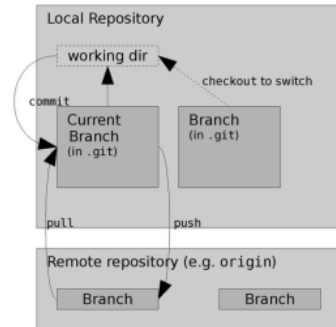 Local Repository
working dir
checkout to switch
commit
Current
Branch
(in .git)
Branch
(in .git)
pull
push
Remote repository (e.g. origin)
Branch
Branch